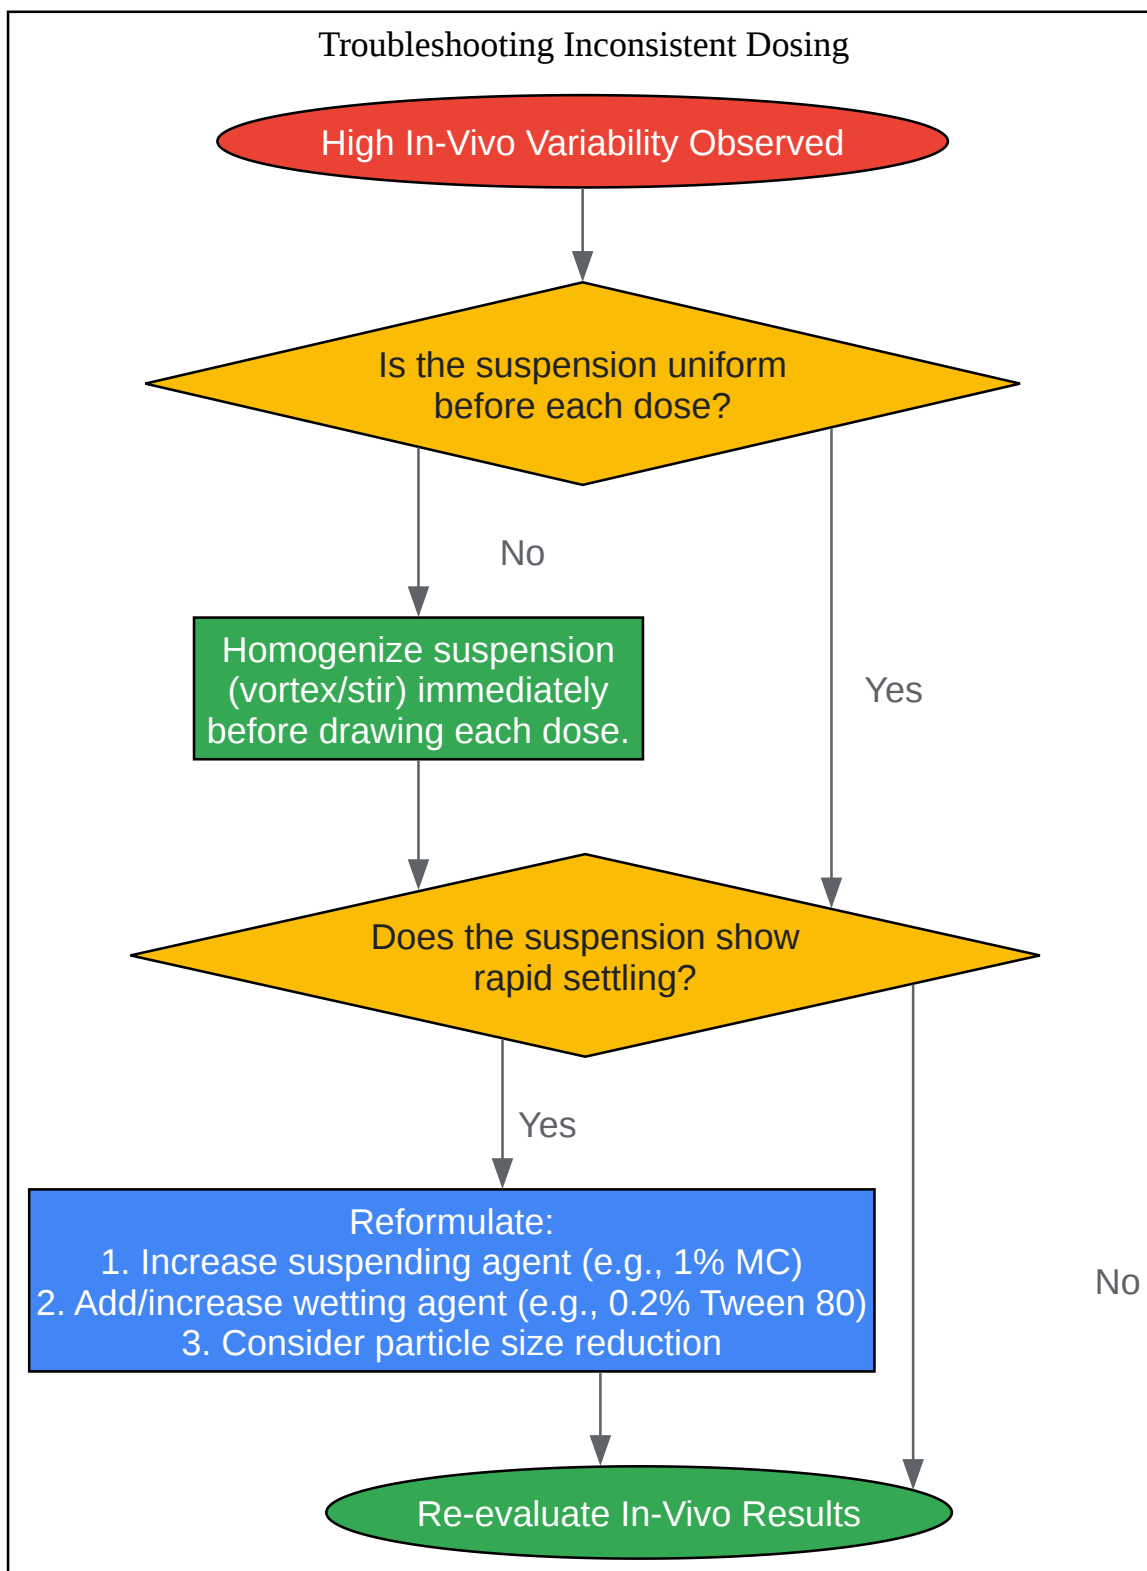 Troubleshooting Inconsistent Dosing
High In-Vivo Variability Observed
Is the suspension uniform
before each dose?
No
Homogenize suspension
(vortex/stir) immediately
before drawing each dose.
Yes
Does the suspension show
rapid settling?
Yes
Reformulate:
1. Increase suspending agent (e.g., 1% MC)
2. Add/increase wetting agent (e.g., 0.2% Tween 80)
3. Consider particle size reduction
No
Re-evaluate In-Vivo Results